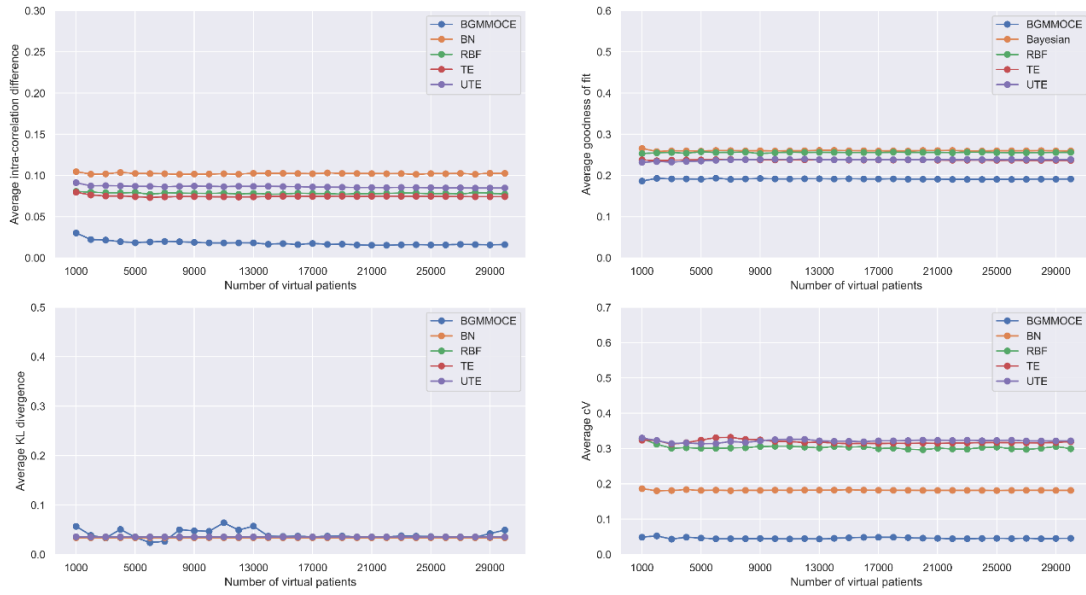 0.30
0.25
0.20
0.15
0.10
0.05
0.00
Average intra-correlation difference
BGMMOCE
BN
RBF
TE
UTE
1000 5000 9000 13000 17000 21000 25000 29000
Number of virtual patients
0.6
0.5
0.4
0.3
0.2
0.1
0.0
Average goodness of fit
BGMMOCE
Bayesian
RBF
TE
UTE
1000 5000 9000 13000 17000 21000 25000 29000
Number of virtual patients
0.5
0.4
0.3
0.2
0.1
0.0
Average KL divergence
BGMMOCE
BN
RBF
TE
UTE
1000 5000 9000 13000 17000 21000 25000 29000
Number of virtual patients
0.7
0.6
0.5
0.4
0.3
0.2
0.1
0.0
Average cV
BGMMOCE
BN
RBF
TE
UTE
1000 5000 9000 13000 17000 21000 25000 29000
Number of virtual patients